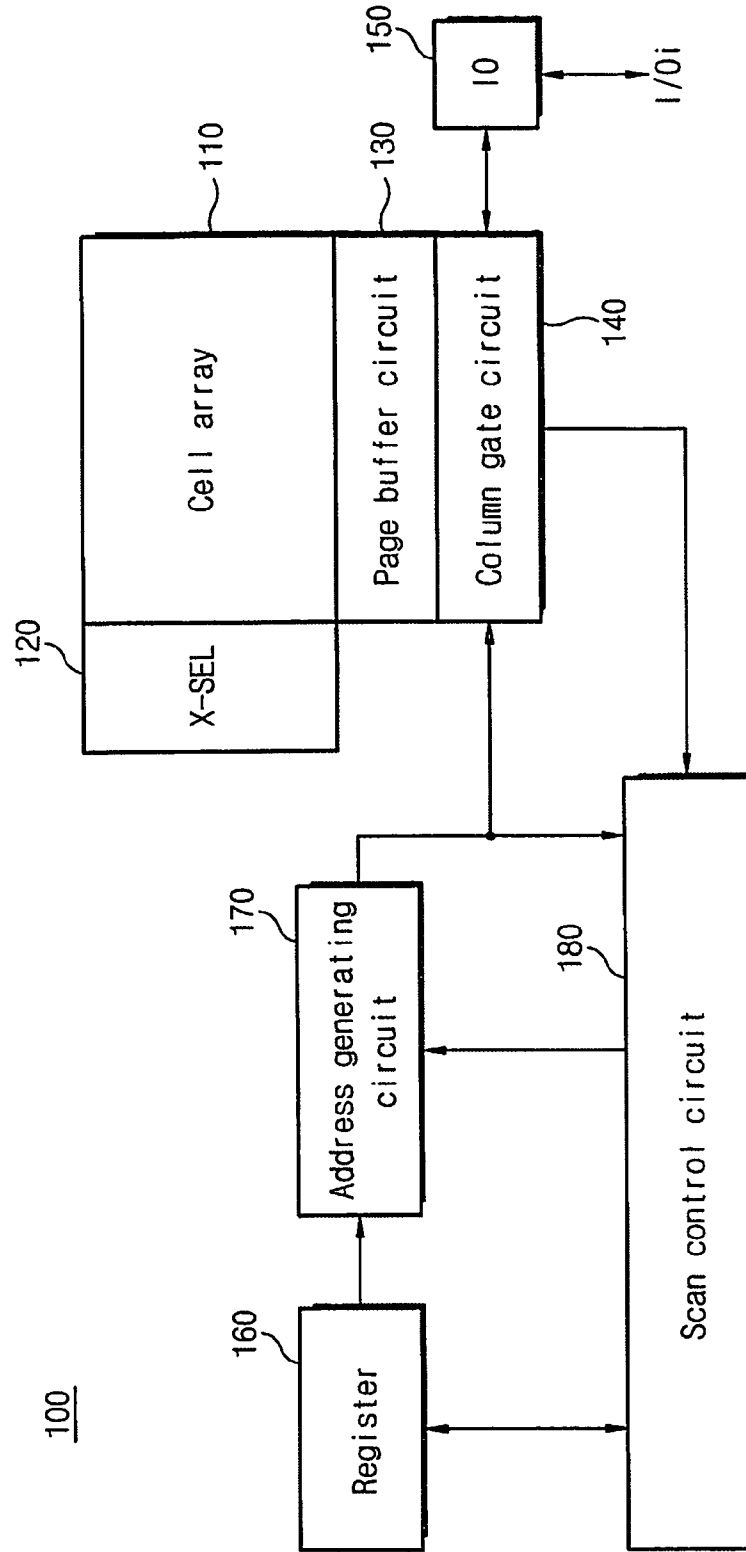 100
120
X-SEL
Cell array
110
Page buffer circuit
130
Column gate circuit
140
150
IO
I/Oi
160
Register
170
Address generating
circuit
180
Scan control circuit